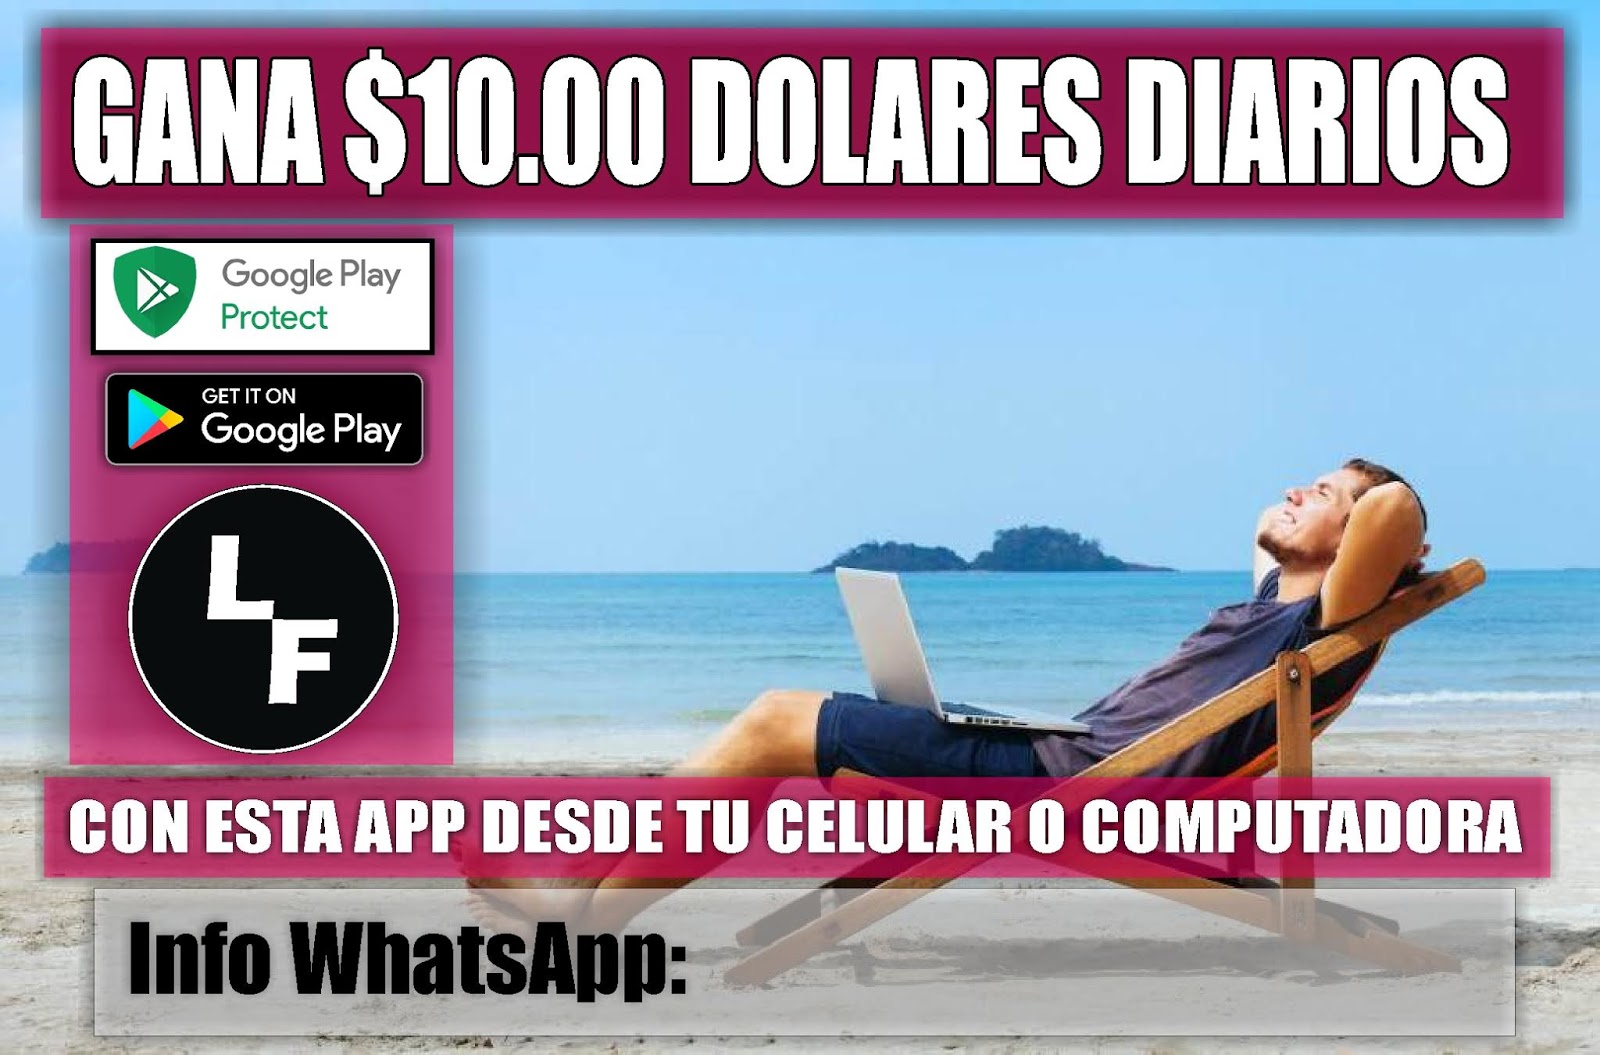 GANA $10.00 DOLARES DIARIOS
Google Play
Protect
GET IT ON
Google Play
L
F
CON ESTA APP DESDE TU CELULAR O COMPUTADORA
Info WhatsApp: